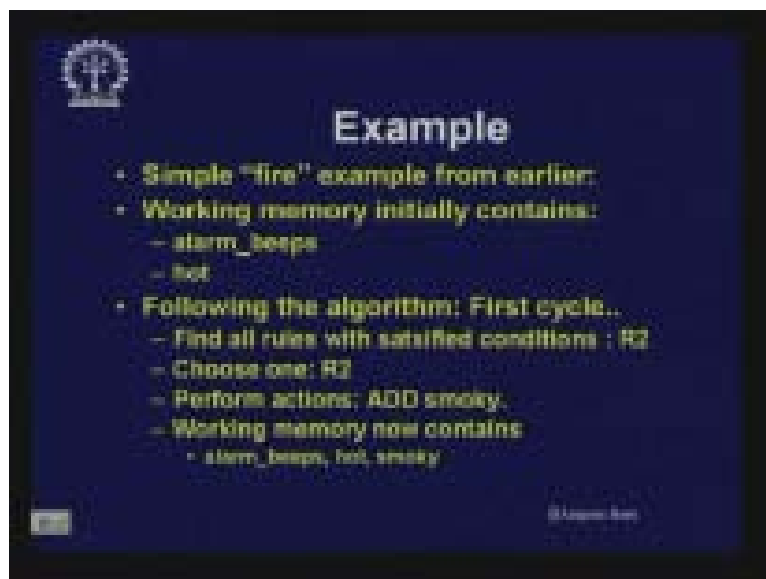 Example
• Simple "fire" example from earlier:
• Working memory initially contains:
– alarm_beeps
– hot
• Following the algorithm: First cycle..
– Find all rules with satsified conditions : R2
– Choose one: R2
– Perform actions: ADD smoky.
– Working memory now contains
• alarm_beeps, hot, smoky